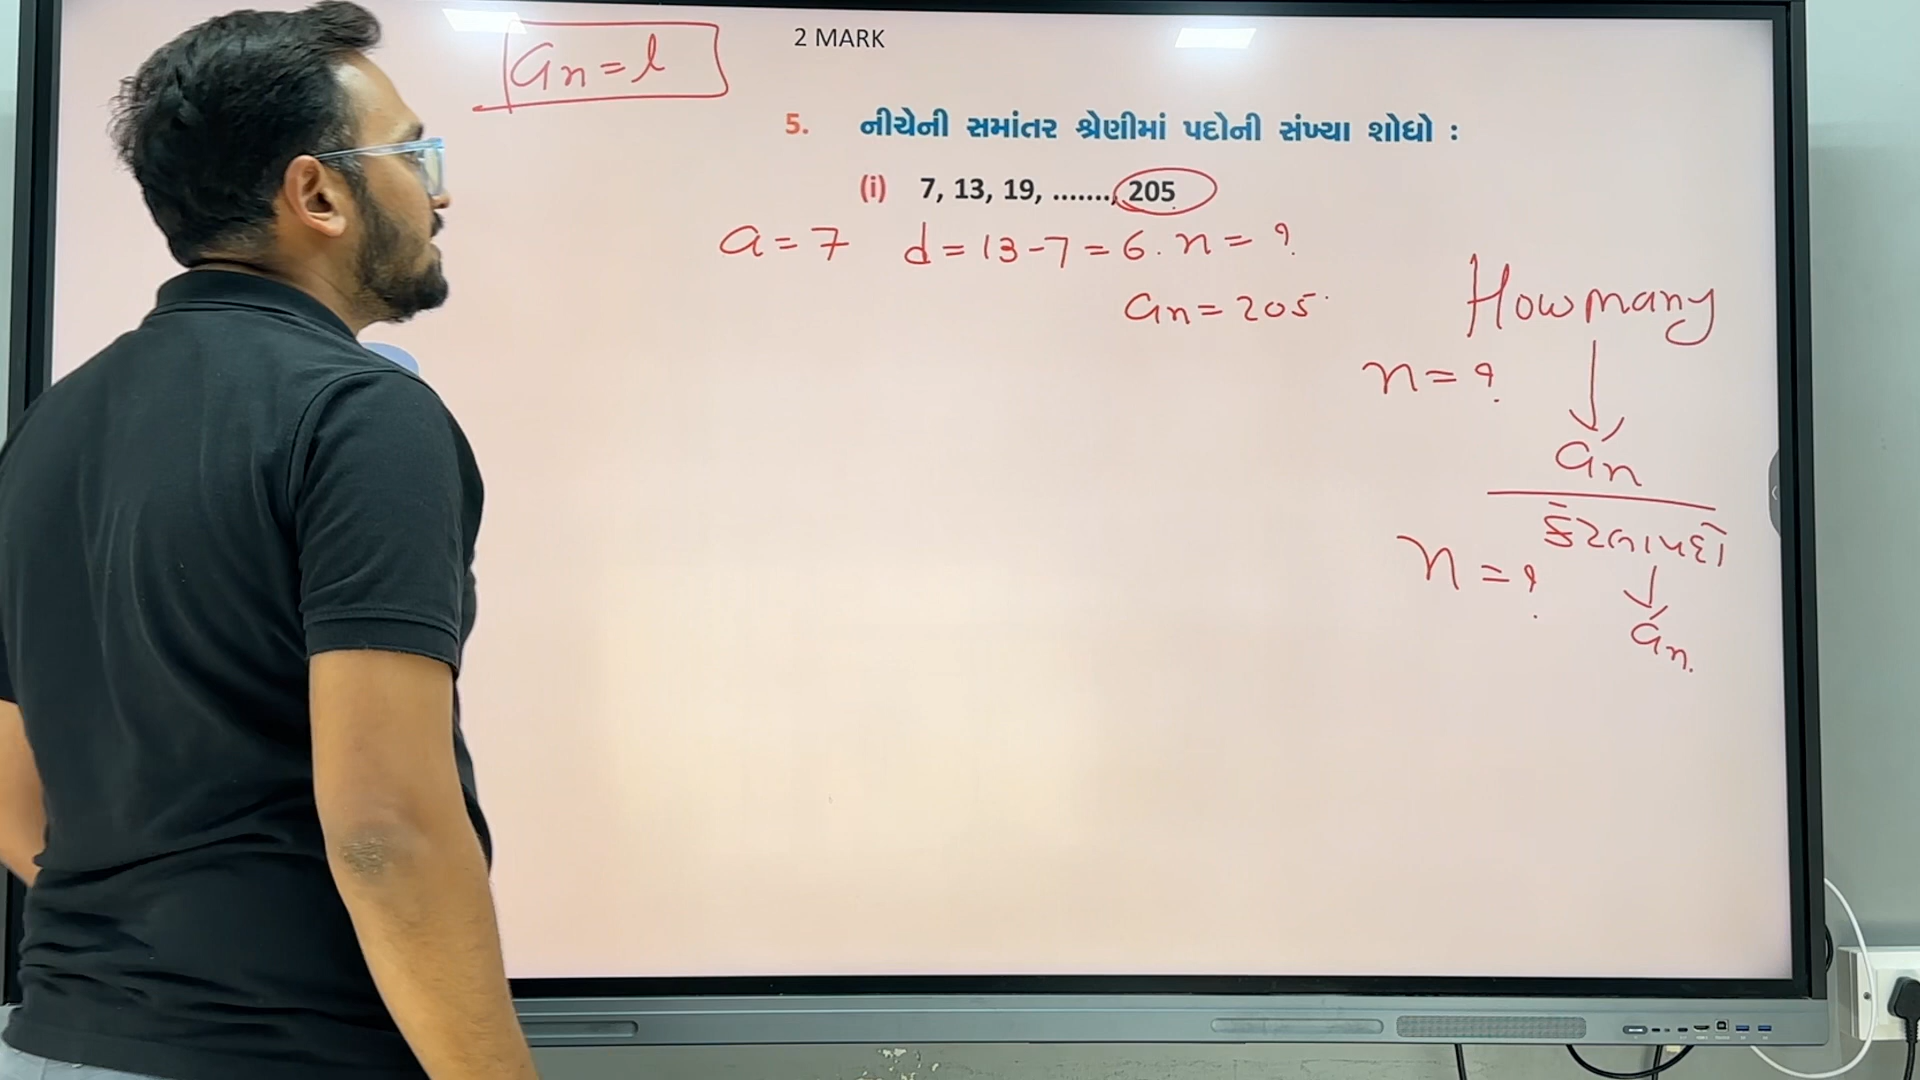 an = l
2 MARK
5. નીચેની સમાંતર શ્રેણીમાં પદોની સંખ્યા શોધો :
(i) 7, 13, 19, ......., 205
a = 7 d = 13 - 7 = 6. n = ?
an = 205.
How many
n = ?
an
કેટલા પદો
n = ?
an.